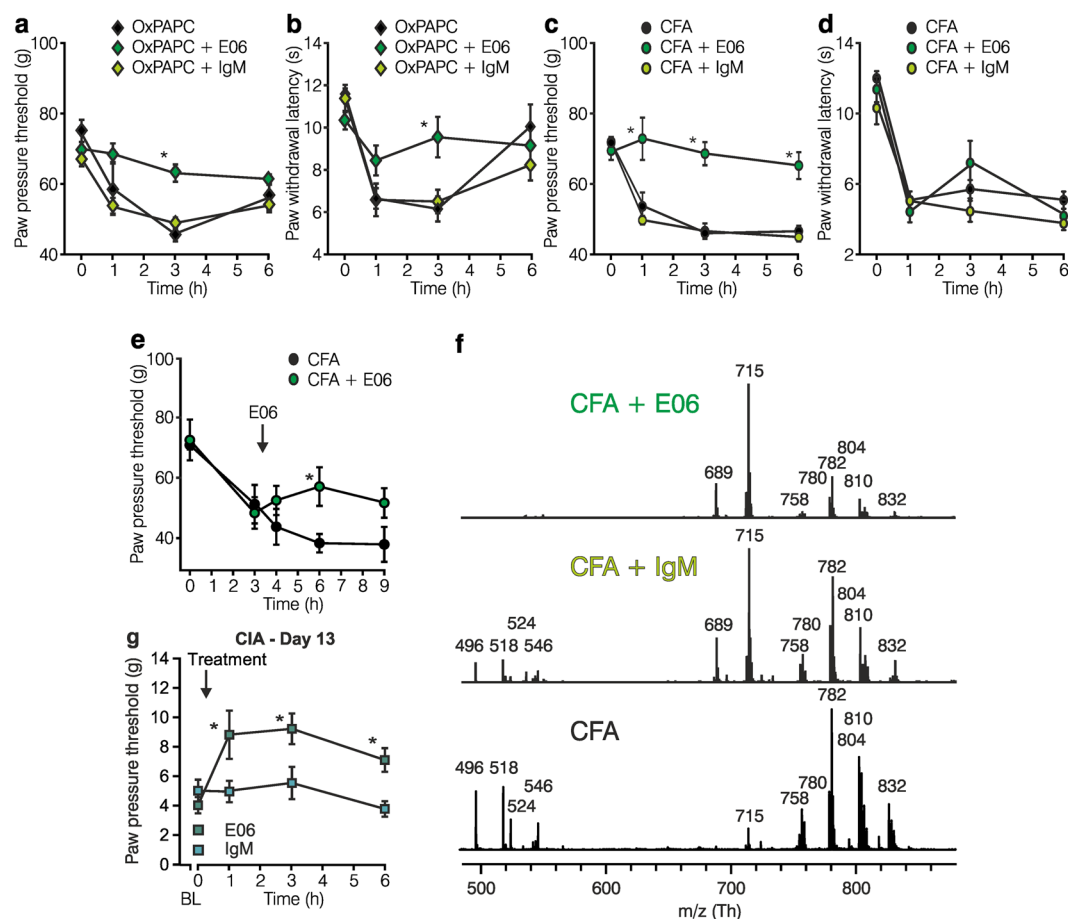 a
OxPAPC
OxPAPC + E06
OxPAPC + IgM
Paw pressure threshold (g)
100
80
60
40
0 1 2 3 4 5 6
Time (h)
b
OxPAPC
OxPAPC + E06
OxPAPC + IgM
Paw withdrawal latency (s)
14
12
10
8
6
4
*
0 1 2 3 4 5 6
Time (h)
c
CFA
CFA + E06
CFA + IgM
Paw pressure threshold (g)
100
80
60
40
* * *
0 1 2 3 4 5 6
Time (h)
d
CFA
CFA + E06
CFA + IgM
Paw withdrawal latency (s)
14
10
6
2
0 1 2 3 4 5 6
Time (h)
e
CFA
CFA + E06
Paw pressure threshold (g)
100
80
60
40
E06
*
0 1 2 3 4 5 6 7 8 9
Time (h)
f
CFA + E06
689 715 758 780 782 804 810 832
CFA + IgM
496 518 524 546 689 715 758 780 782 804 810 832
CFA
496 518 524 546 715 758 780 782 804 810 832
500 600 700 800
m/z (Th)
g
CIA - Day 13
Treatment
Paw pressure threshold (g)
14
12
10
8
6
4
2
0
* * *
E06
IgM
0 1 2 3 4 5 6
BL
Time (h)